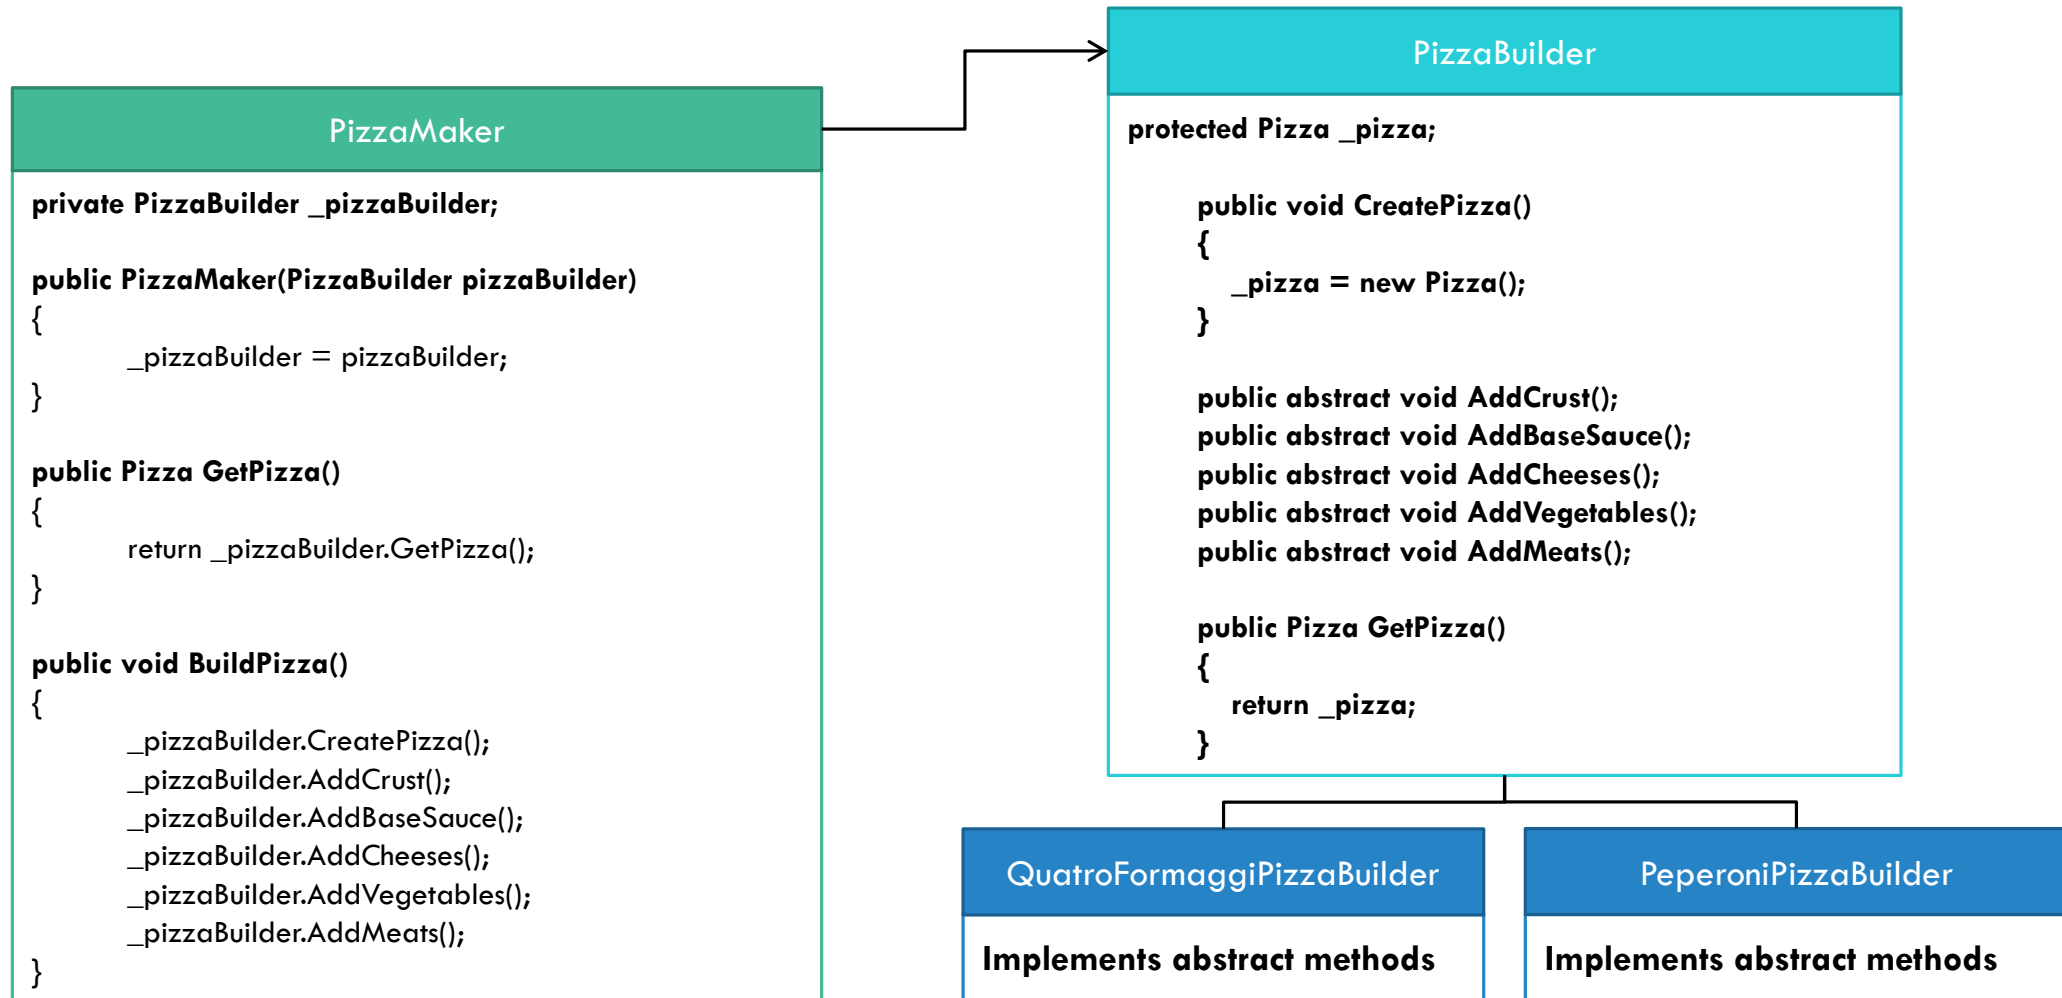 PizzaMaker
private PizzaBuilder _pizzaBuilder;
public PizzaMaker(PizzaBuilder pizzaBuilder)
{
_pizzaBuilder = pizzaBuilder;
}
public Pizza GetPizza()
{
return _pizzaBuilder.GetPizza();
}
public void BuildPizza()
{
_pizzaBuilder.CreatePizza();
_pizzaBuilder.AddCrust();
_pizzaBuilder.AddBaseSauce();
_pizzaBuilder.AddCheeses();
_pizzaBuilder.AddVegetables();
_pizzaBuilder.AddMeats();
}
PizzaBuilder
protected Pizza _pizza;
public void CreatePizza()
{
_pizza = new Pizza();
}
public abstract void AddCrust();
public abstract void AddBaseSauce();
public abstract void AddCheeses();
public abstract void AddVegetables();
public abstract void AddMeats();
public Pizza GetPizza()
{
return _pizza;
}
QuatroFormaggiPizzaBuilder
Implements abstract methods
PeperoniPizzaBuilder
Implements abstract methods